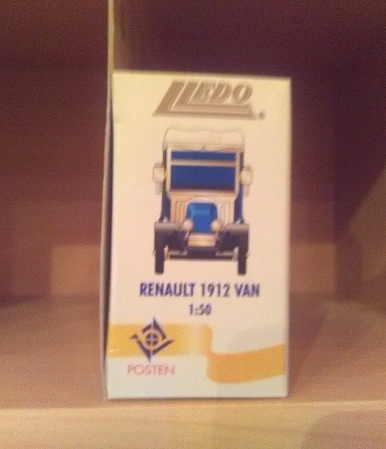 LLEDO®
RENAULT 1912 VAN
1:50
POSTEN